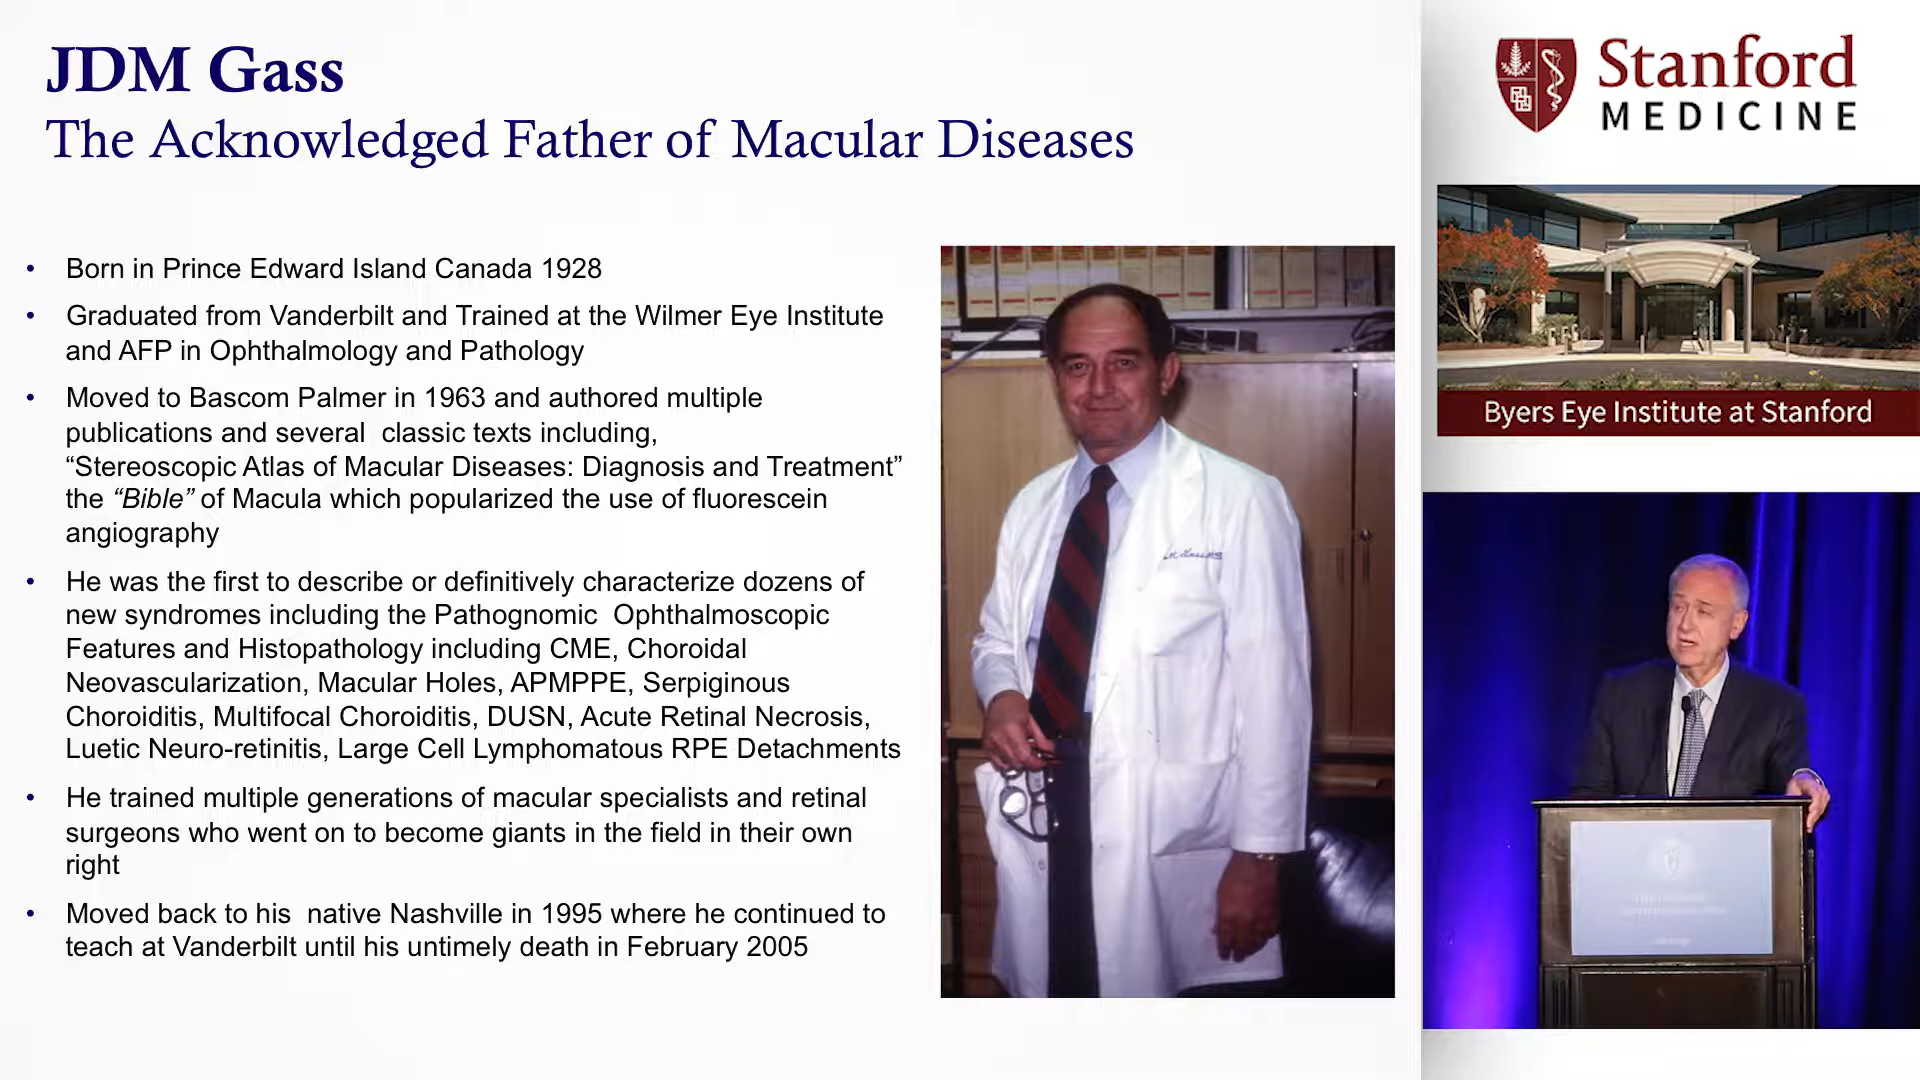 JDM Gass
The Acknowledged Father of Macular Diseases
• Born in Prince Edward Island Canada 1928
• Graduated from Vanderbilt and Trained at the Wilmer Eye Institute
and AFP in Ophthalmology and Pathology
• Moved to Bascom Palmer in 1963 and authored multiple
publications and several  classic texts including,
“Stereoscopic Atlas of Macular Diseases: Diagnosis and Treatment”
the “Bible” of Macula which popularized the use of fluorescein
angiography
• He was the first to describe or definitively characterize dozens of
new syndromes including the Pathognomic  Ophthalmoscopic
Features and Histopathology including CME, Choroidal
Neovascularization, Macular Holes, APMPPE, Serpiginous
Choroiditis, Multifocal Choroiditis, DUSN, Acute Retinal Necrosis,
Luetic Neuro-retinitis, Large Cell Lymphomatous RPE Detachments
• He trained multiple generations of macular specialists and retinal
surgeons who went on to become giants in the field in their own
right
• Moved back to his  native Nashville in 1995 where he continued to
teach at Vanderbilt until his untimely death in February 2005
Stanford
MEDICINE
Byers Eye Institute at Stanford